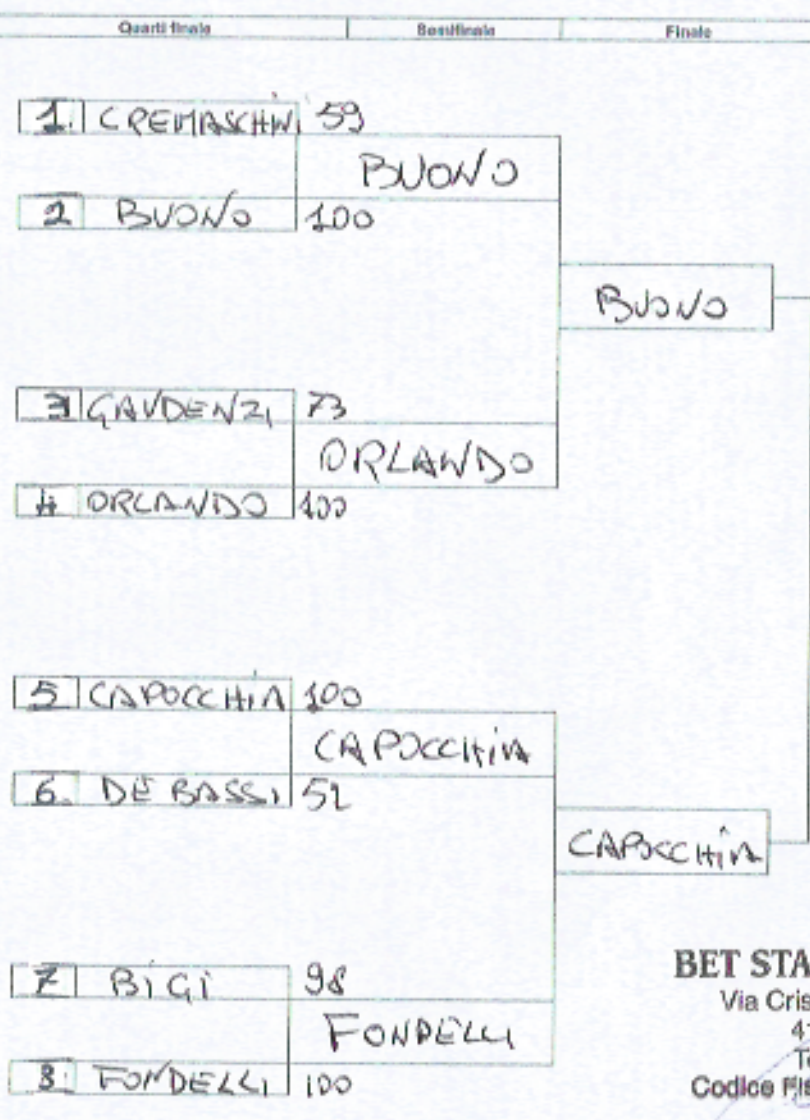 Quarti finale Semifinale Finale
1. CREMASCHINI 59
BUONO
2 BUONO 100
BUONO
3 GAUDENZI 73
ORLANDO
4 ORLANDO 100
5 CAPOCCHIA 100
CAPOCCHIA
6. DE BASSI 52
CAPOCCHIA
7 BIGI 98
FONDELLI
8 FONDELLI 100
BET STA
Via Cris
Codice Fis